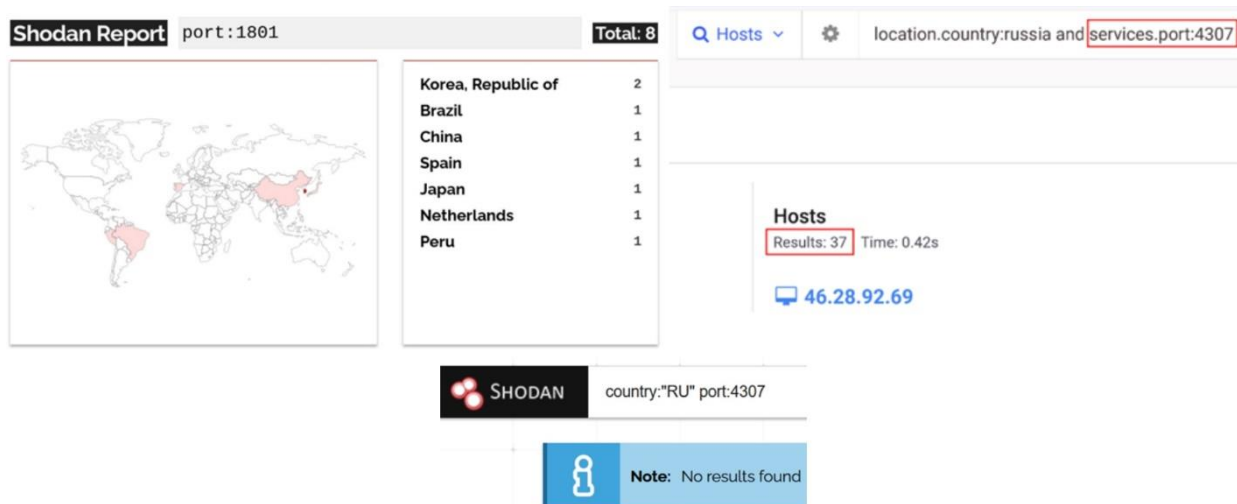 Shodan Report port:1801 Total: 8
Korea, Republic of 2
Brazil 1
China 1
Spain 1
Japan 1
Netherlands 1
Peru 1
Hosts location.country:russia and services.port:4307
Hosts
Results: 37 Time: 0.42s
46.28.92.69
SHODAN country:"RU" port:4307
Note: No results found